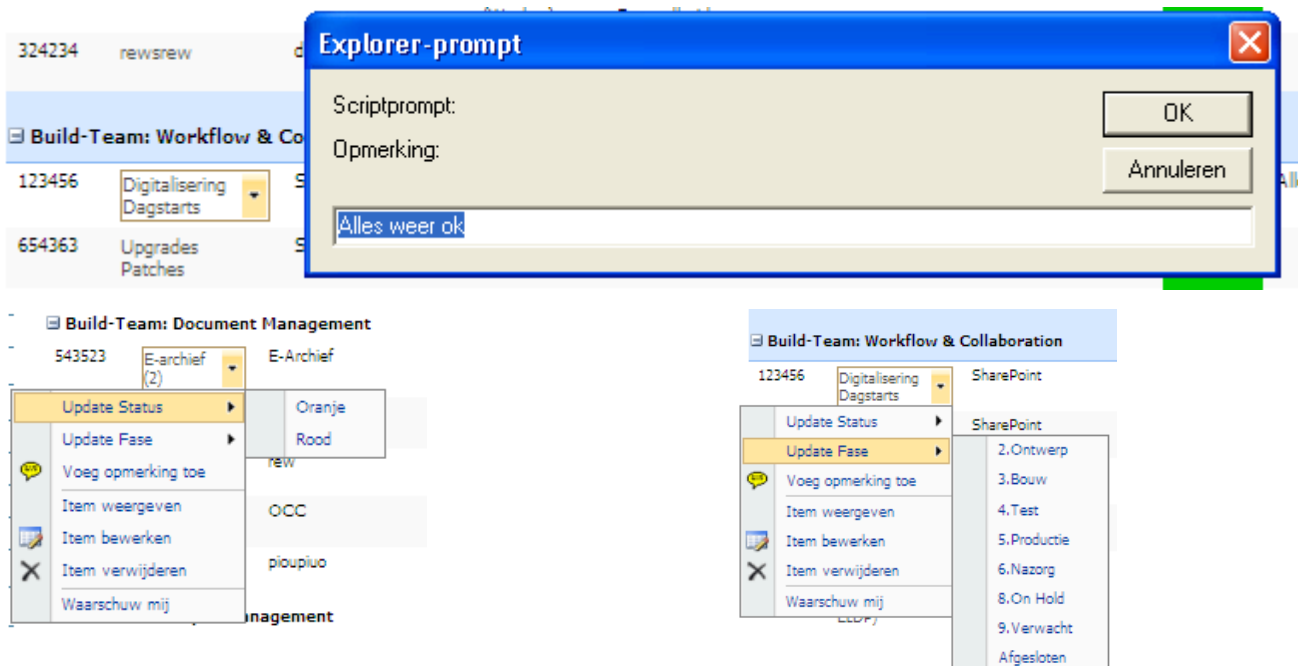 324234 rewsrew
Explorer-prompt
Scriptprompt:
Opmerking:
OK
Annuleren
Alles weer ok
Build-Team: Workflow & Co
123456 Digitalisering
Dagstarts
654363 Upgrades
Patches
Build-Team: Document Management
543523 E-archief
(2)
E-Archief
Update Status
Oranje
Update Fase
Rood
Voeg opmerking toe
rew
Item weergeven
OCC
Item bewerken
Item verwijderen
pioupiuo
Waarschuw mij
nagement
Build-Team: Workflow & Collaboration
123456 Digitalisering
Dagstarts
SharePoint
Update Status
SharePoint
Update Fase
2.Ontwerp
Voeg opmerking toe
3.Bouw
Item weergeven
4.Test
Item bewerken
5.Productie
Item verwijderen
6.Nazorg
Waarschuw mij
8.On Hold
9.Verwacht
Afgesloten